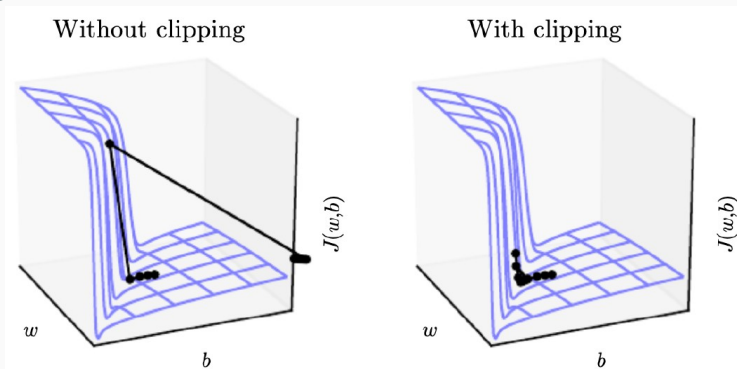 Without clipping
With clipping
J(w,b)
w
b
J(w,b)
w
b